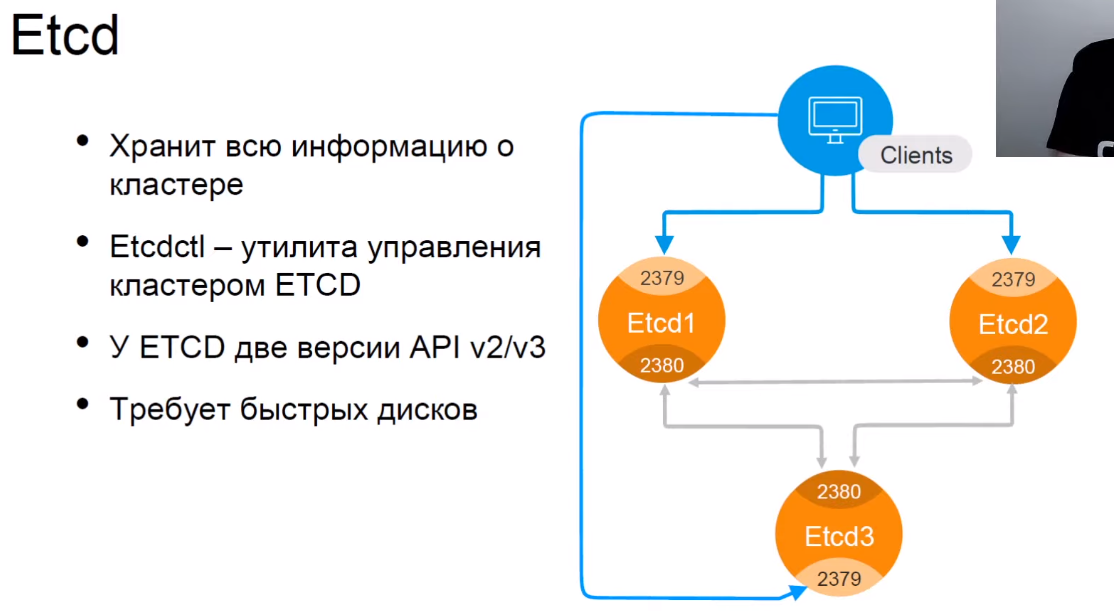 Etcd
• Хранит всю информацию о
кластере
• Etcdctl – утилита управления
кластером ETCD
• У ETCD две версии API v2/v3
• Требует быстрых дисков
Clients
2379
Etcd1
2380
2379
Etcd2
2380
2380
Etcd3
2379